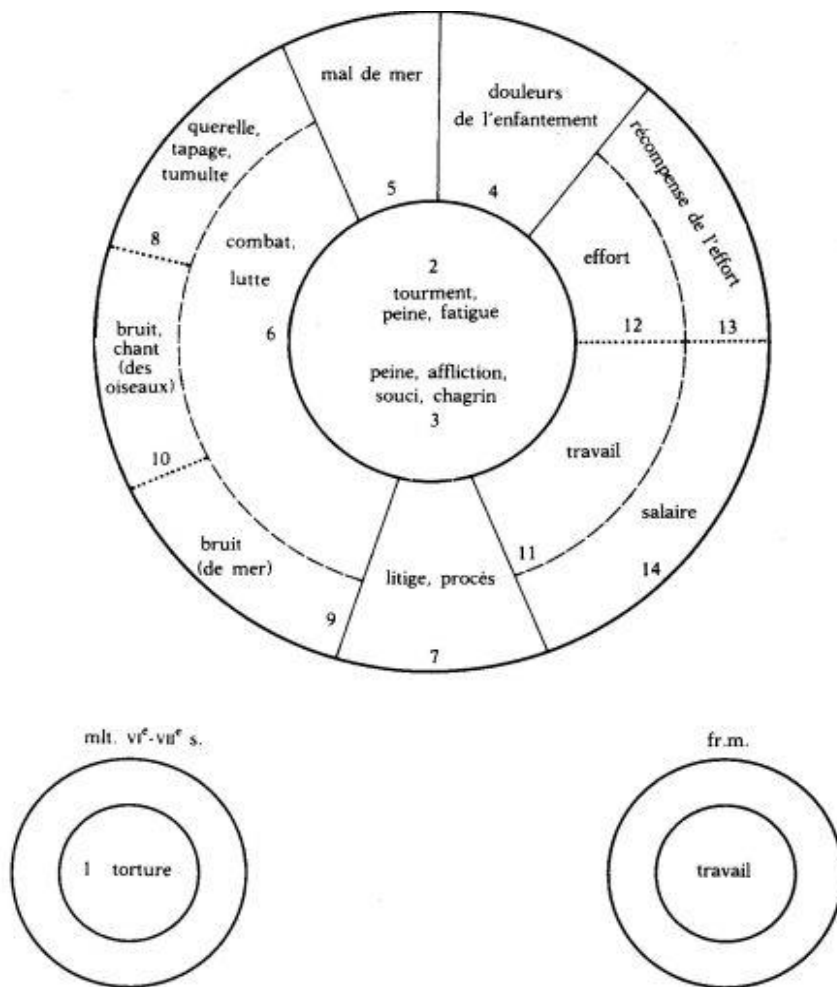 mal de mer
5
douleurs
de l'enfantement
4
récompense de l'effort
13
querelle,
tapage,
tumulte
8
combat,
lutte
6
effort
12
2
tourment,
peine, fatigue
peine, affliction,
souci, chagrin
3
bruit,
chant
(des
oiseaux)
10
travail
11
salaire
14
bruit
(de mer)
9
litige, procès
7
mlt. VIe-VIIe s.
1 torture
fr.m.
travail